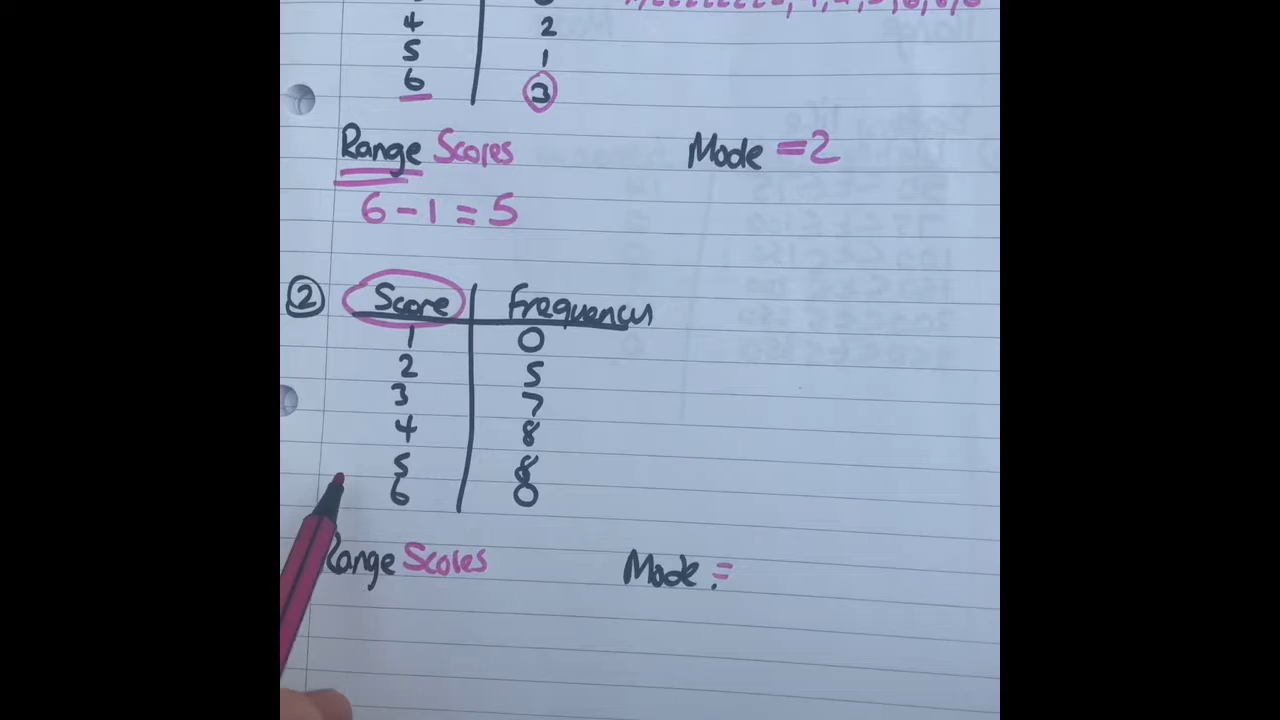 4 2
5 1
6 3
Range Scores
Mode = 2
6 - 1 = 5
② Score Frequency
1 0
2 5
3 7
4 8
5 8
6 0
Range Scores
Mode =